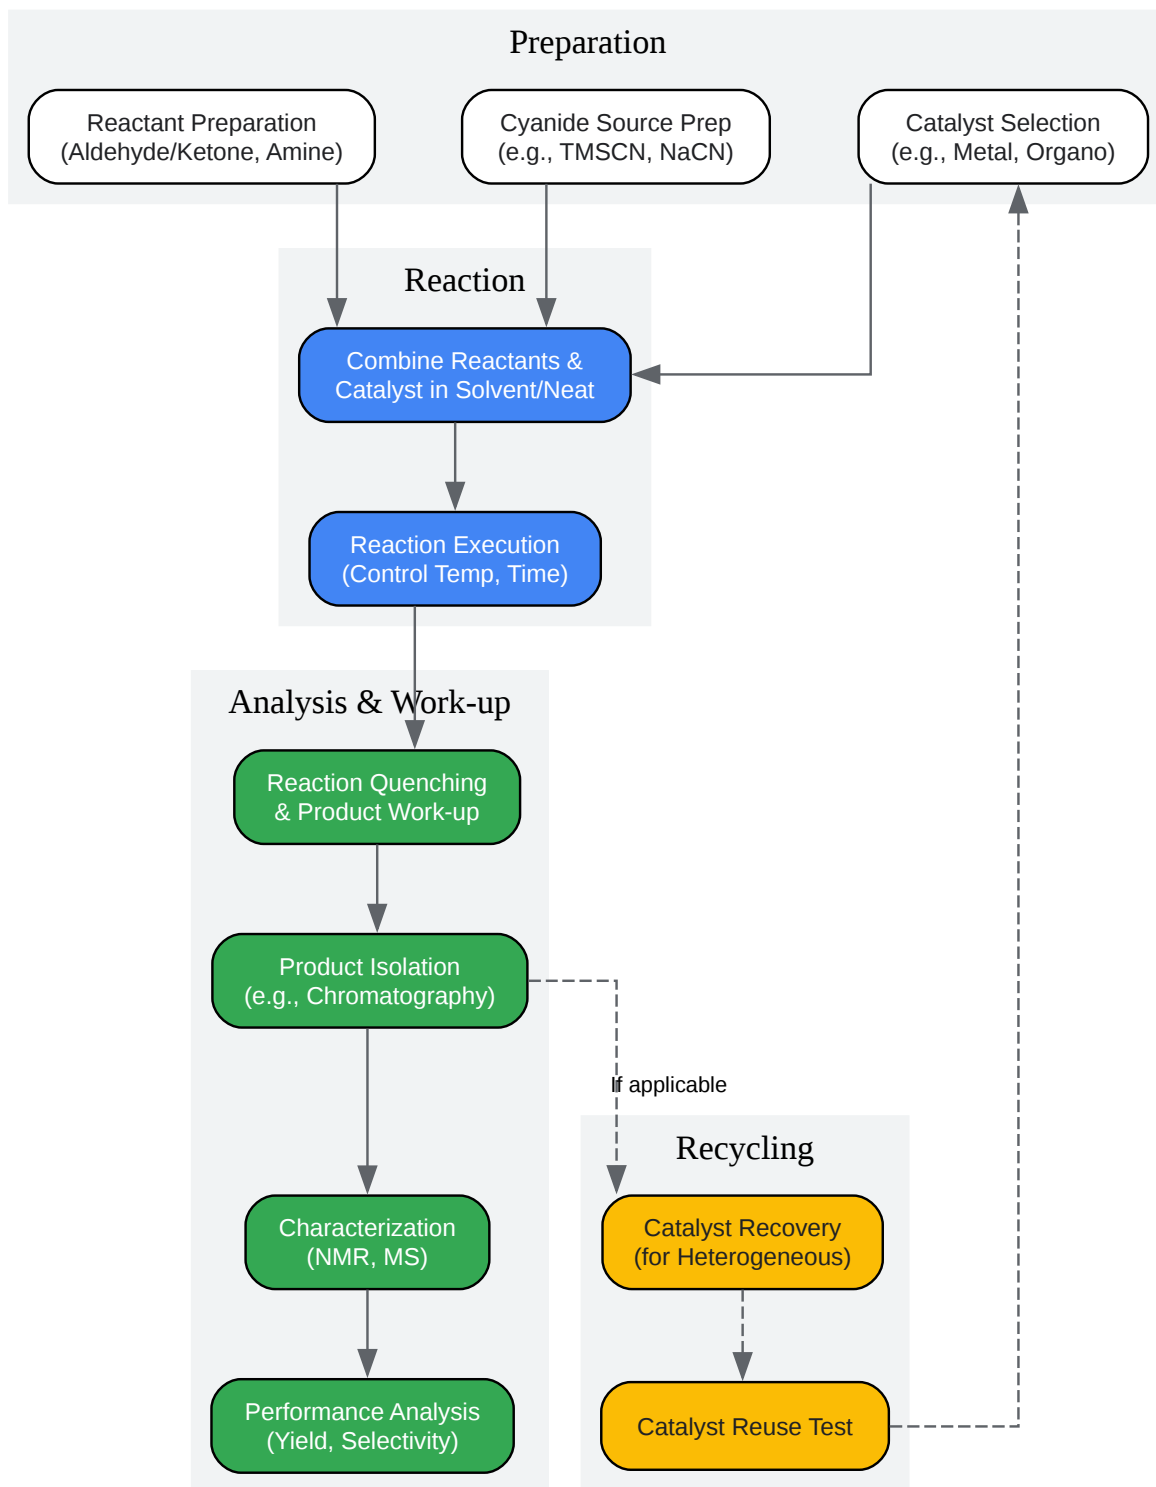 Preparation
Reactant Preparation
(Aldehyde/Ketone, Amine)
Cyanide Source Prep
(e.g., TMSCN, NaCN)
Catalyst Selection
(e.g., Metal, Organo)
Reaction
Combine Reactants &
Catalyst in Solvent/Neat
Reaction Execution
(Control Temp, Time)
Analysis & Work-up
Reaction Quenching
& Product Work-up
Product Isolation
(e.g., Chromatography)
If applicable
Recycling
Characterization
(NMR, MS)
Catalyst Recovery
(for Heterogeneous)
Performance Analysis
(Yield, Selectivity)
Catalyst Reuse Test